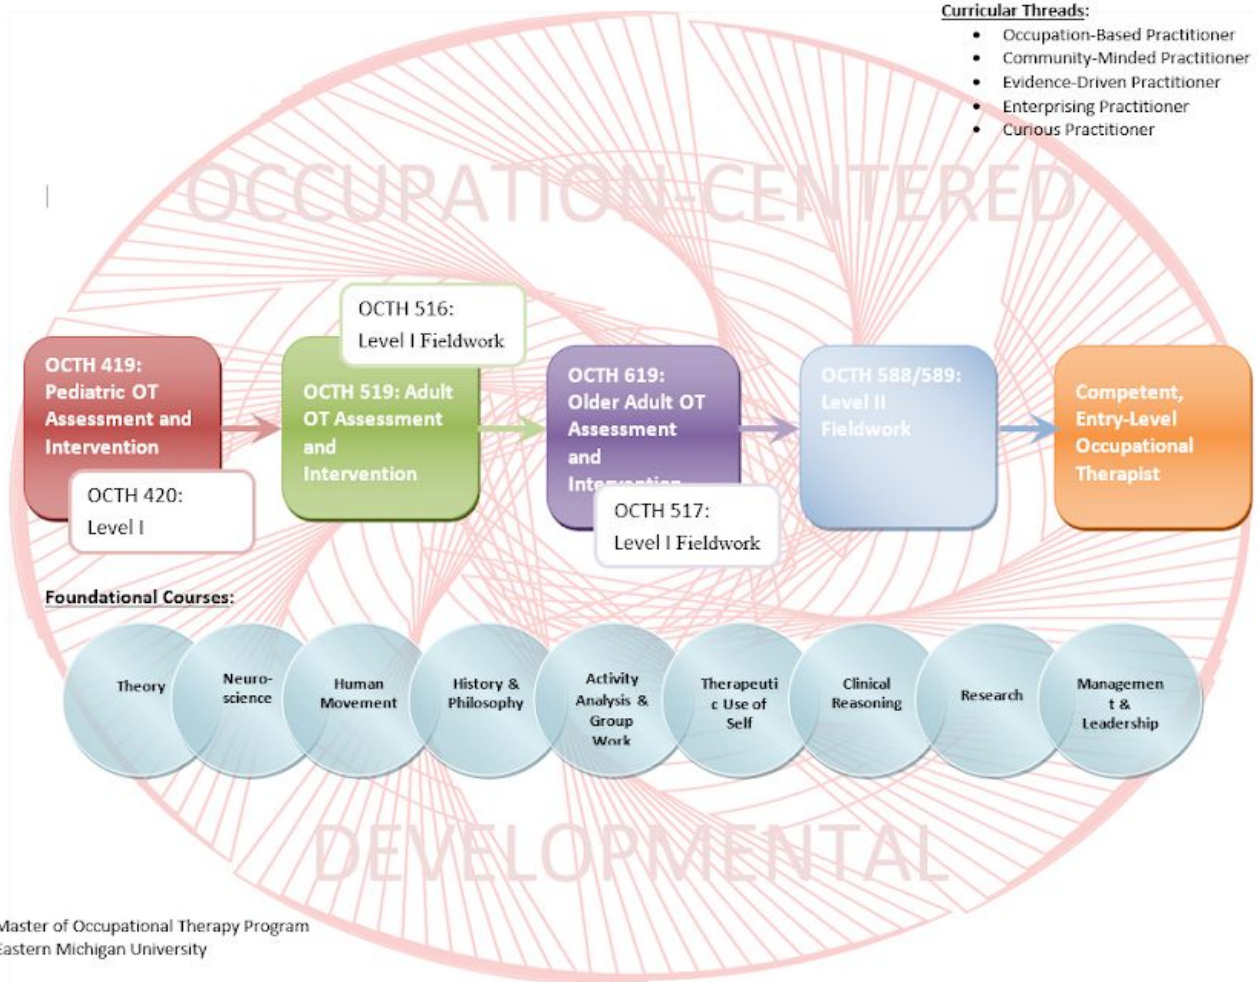 Curricular Threads:
• Occupation-Based Practitioner
• Community-Minded Practitioner
• Evidence-Driven Practitioner
• Enterprising Practitioner
• Curious Practitioner
OCCUPATION-CENTERED
OCTH 419:
Pediatric OT
Assessment and
Intervention
OCTH 420:
Level I
OCTH 516:
Level I Fieldwork
OCTH 519: Adult
OT Assessment
and
Intervention
OCTH 619:
Older Adult OT
Assessment
and
Intervention
OCTH 517:
Level I Fieldwork
OCTH 588/589:
Level II
Fieldwork
Competent,
Entry-Level
Occupational
Therapist
Foundational Courses:
Theory
Neuro-
science
Human
Movement
History &
Philosophy
Activity
Analysis &
Group
Work
Therapeuti
c Use of
Self
Clinical
Reasoning
Research
Managemen
t &
Leadership
DEVELOPMENTAL
Master of Occupational Therapy Program
Eastern Michigan University